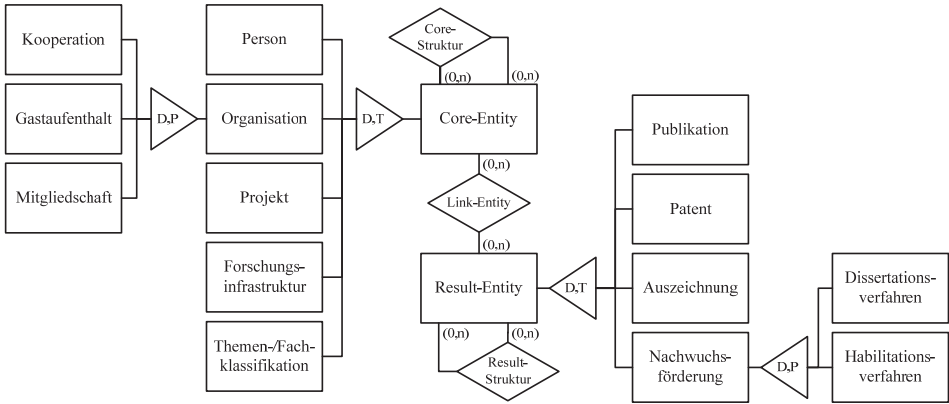 Kooperation
Gastaufenthalt
Mitgliedschaft
D,P
Person
Organisation
Projekt
Forschungs-
infrastruktur
Themen-/Fach-
klassifikation
D,T
Core-
Struktur
(0,n)
(0,n)
Core-Entity
(0,n)
Link-Entity
(0,n)
Result-Entity
(0,n)
(0,n)
Result-
Struktur
D,T
Publikation
Patent
Auszeichnung
Nachwuchs-
förderung
D,P
Dissertations-
verfahren
Habilitations-
verfahren